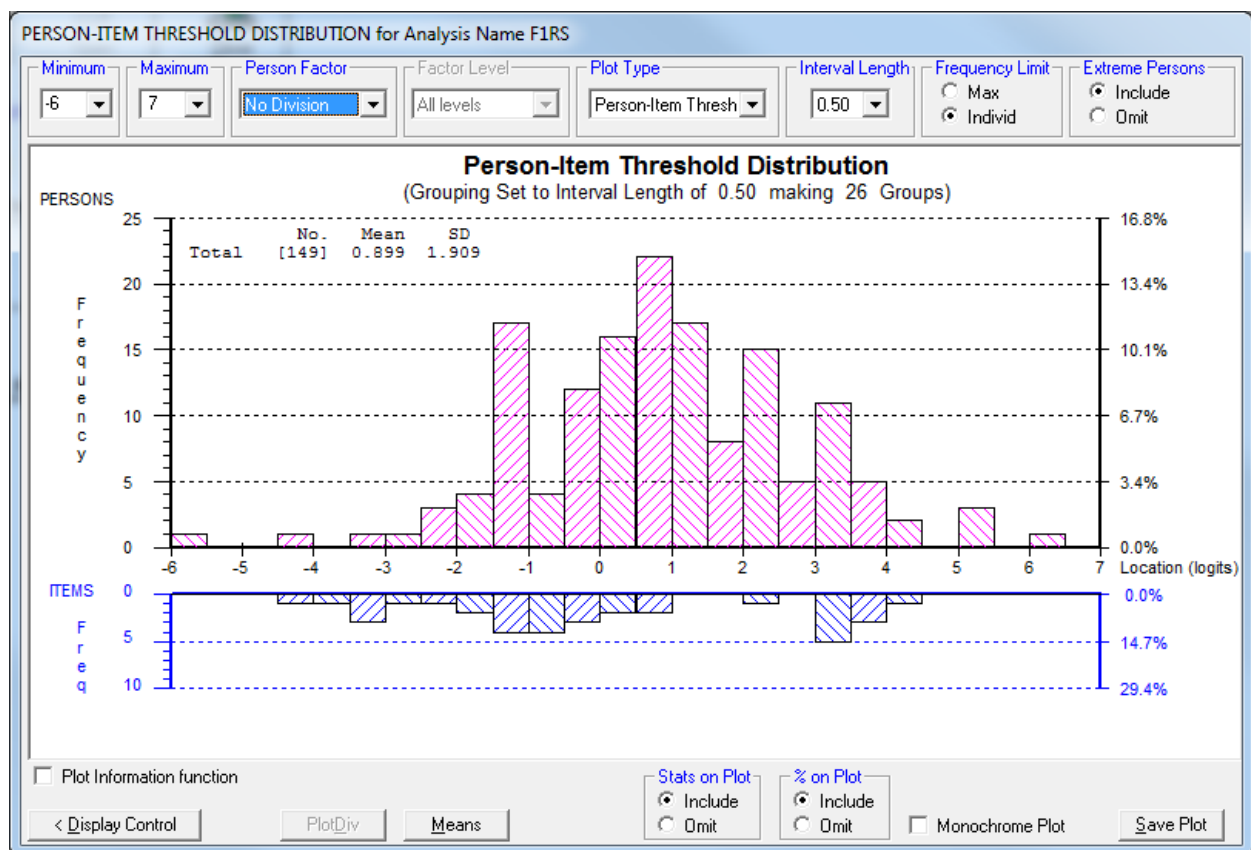 PERSON-ITEM THRESHOLD DISTRIBUTION for Analysis Name F1RS
Minimum Maximum Person Factor Factor Level Plot Type Interval Length Frequency Limit Extreme Persons
-6 7 No Division All levels Person-Item Thresh 0.50 Max Include
Individ Omit
Person-Item Threshold Distribution
(Grouping Set to Interval Length of 0.50 making 26 Groups)
PERSONS
25 16.8%
No. Mean SD
Total [149] 0.899 1.909
20 13.4%
15 10.1%
10 6.7%
5 3.4%
0 0.0%
Frequency
-6 -5 -4 -3 -2 -1 0 1 2 3 4 5 6 7 Location (logits)
ITEMS 0 0.0%
5 14.7%
10 29.4%
Freq
Plot Information function
Stats on Plot % on Plot
Include Include
Omit Omit
< Display Control PlotDiv Means Monochrome Plot Save Plot